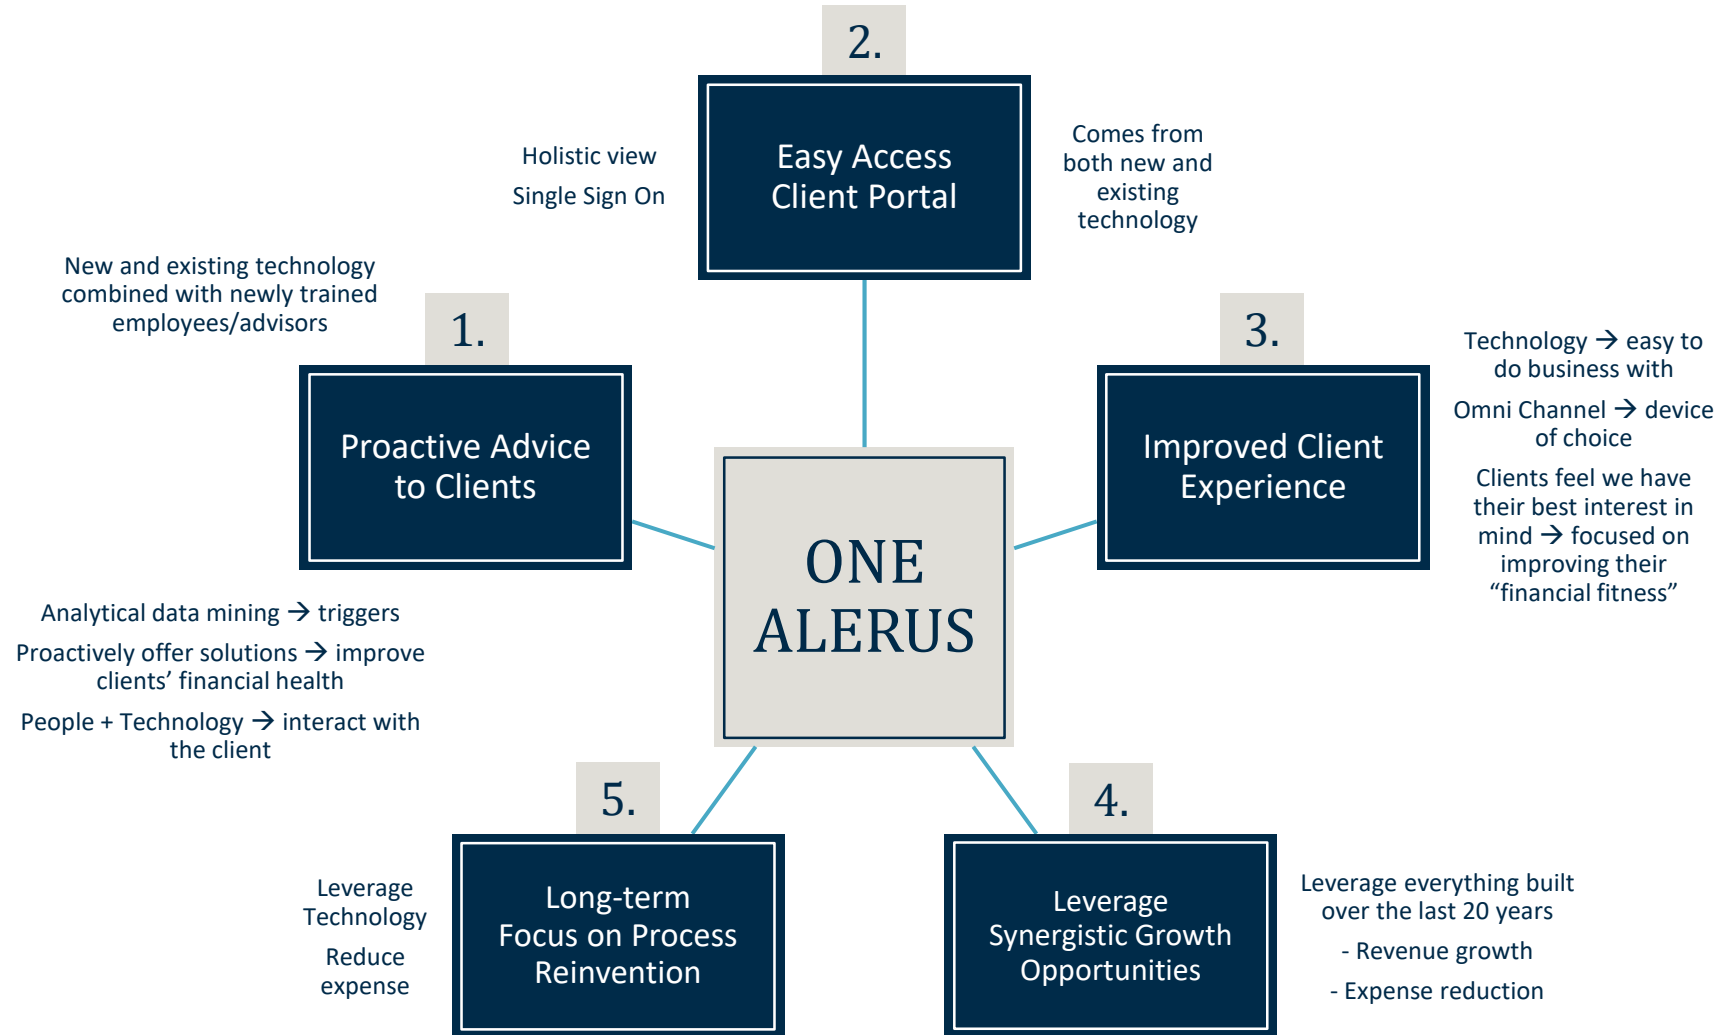 2.
Easy Access
Client Portal
Holistic view
Single Sign On
Comes from
both new and
existing
technology
New and existing technology
combined with newly trained
employees/advisors
1.
Proactive Advice
to Clients
Analytical data mining → triggers
Proactively offer solutions → improve
clients’ financial health
People + Technology → interact with
the client
3.
Improved Client
Experience
Technology → easy to
do business with
Omni Channel → device
of choice
Clients feel we have
their best interest in
mind → focused on
improving their
“financial fitness”
ONE
ALERUS
5.
Long-term
Focus on Process
Reinvention
Leverage
Technology
Reduce
expense
4.
Leverage
Synergistic Growth
Opportunities
Leverage everything built
over the last 20 years
- Revenue growth
- Expense reduction